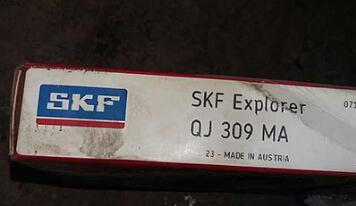 SKF
SKF Explorer
QJ 309 MA
23 - MADE IN AUSTRIA